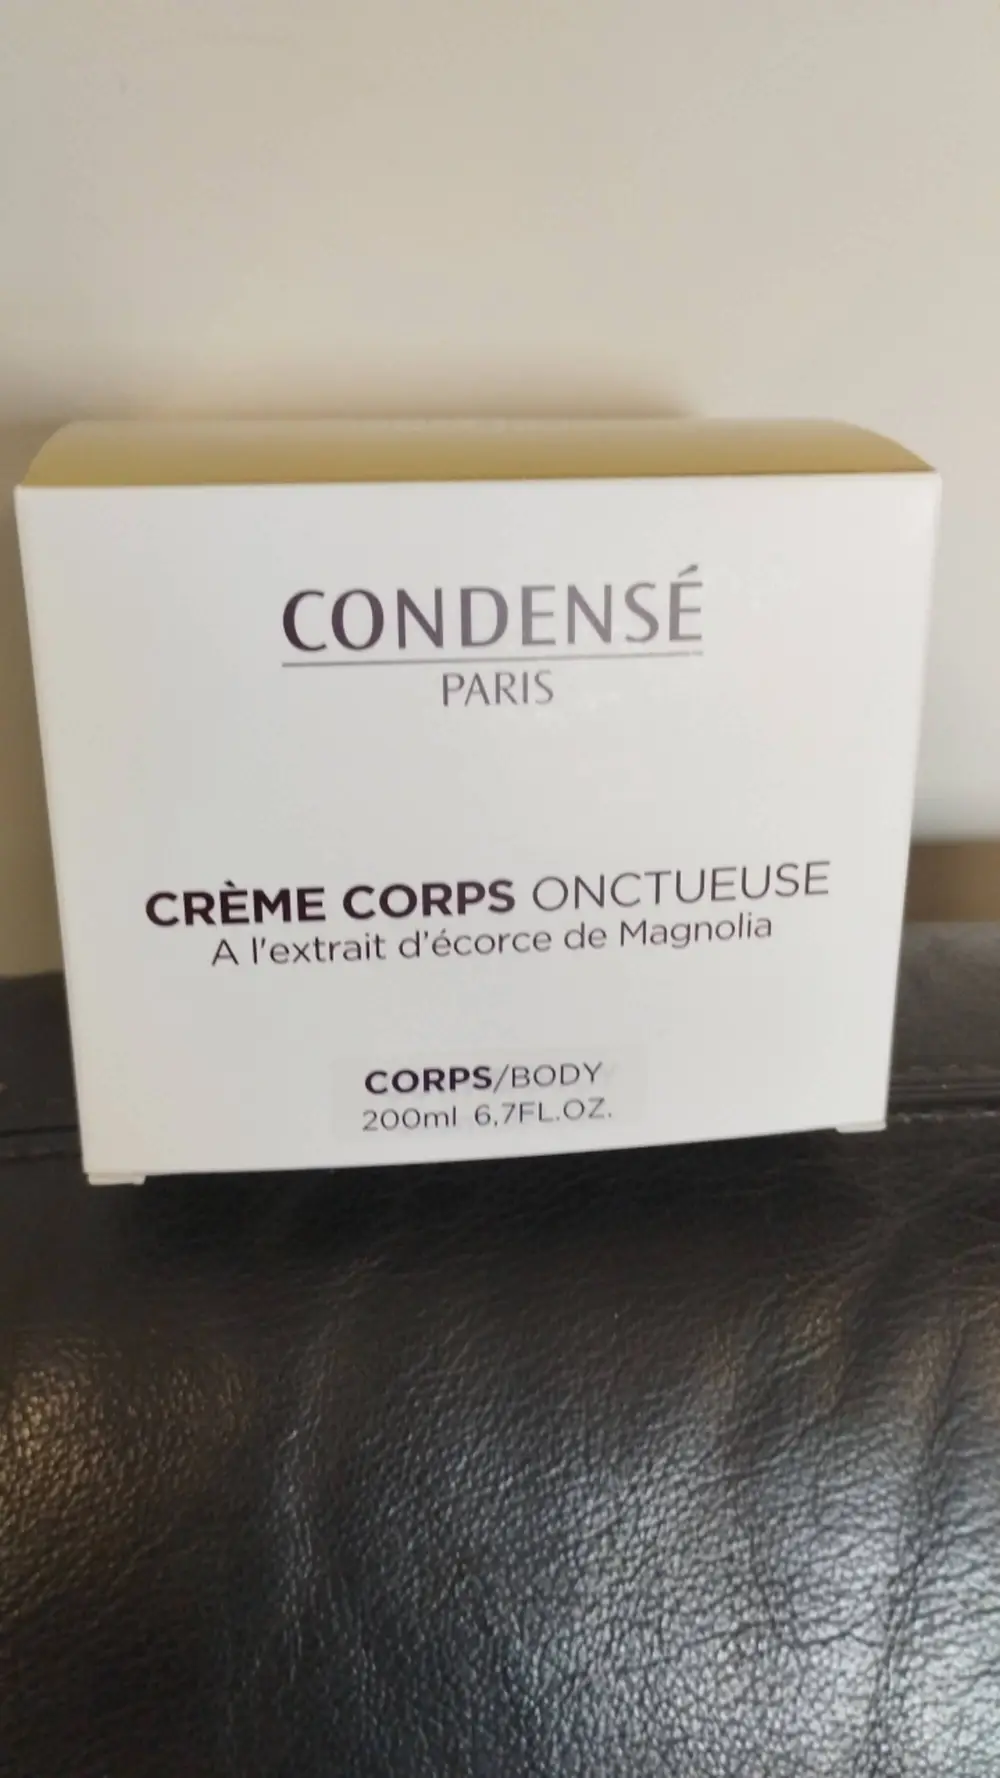 CONDENSÉ
PARIS
CRÈME CORPS ONCTUEUSE
A l'extrait d'écorce de Magnolia
CORPS/BODY
200ml 6,7FL.OZ.